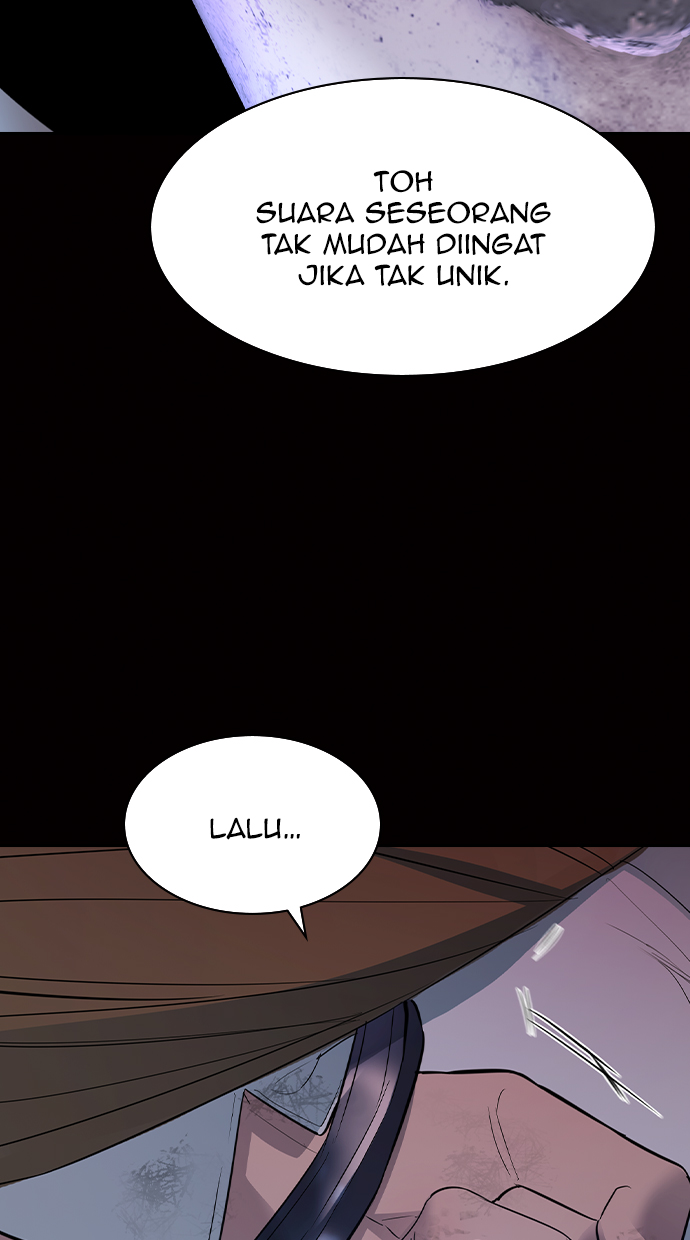 TOH
SUARA SESEORANG
TAK MUDAH DIINGAT
JIKA TAK UNIK.
LALU...